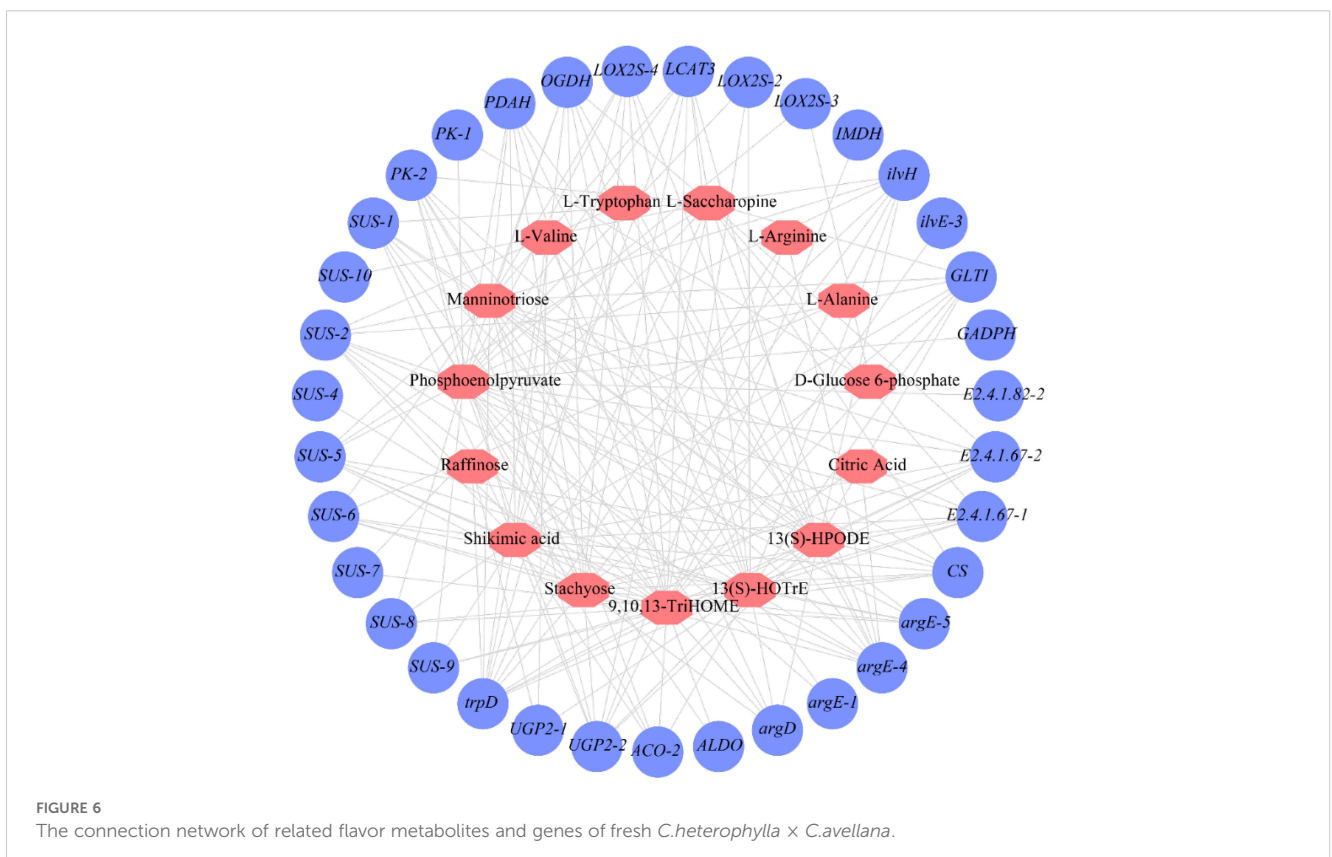 LOX2S-4
LCAT3
OGDH
LOX2S-2
PDAH
LOX2S-3
PK-1
IMDH
PK-2
ilvH
L-Tryptophan
L-Saccharopine
SUS-1
L-Valine
L-Arginine
ilvE-3
SUS-10
Manninotriose
L-Alanine
GLTI
SUS-2
GADPH
Phosphoenolpyruvate
D-Glucose 6-phosphate
SUS-4
E2.4.1.82-2
SUS-5
Raffinose
Citric Acid
E2.4.1.67-2
SUS-6
E2.4.1.67-1
Shikimic acid
13(S)-HPODE
SUS-7
CS
Stachyose
13(S)-HOTrE
9,10,13-TriHOME
SUS-8
argE-5
SUS-9
argE-4
trpD
argE-1
UGP2-1
argD
UGP2-2
ACO-2
ALDO
FIGURE 6
The connection network of related flavor metabolites and genes of fresh C.heterophylla × C.avellana.